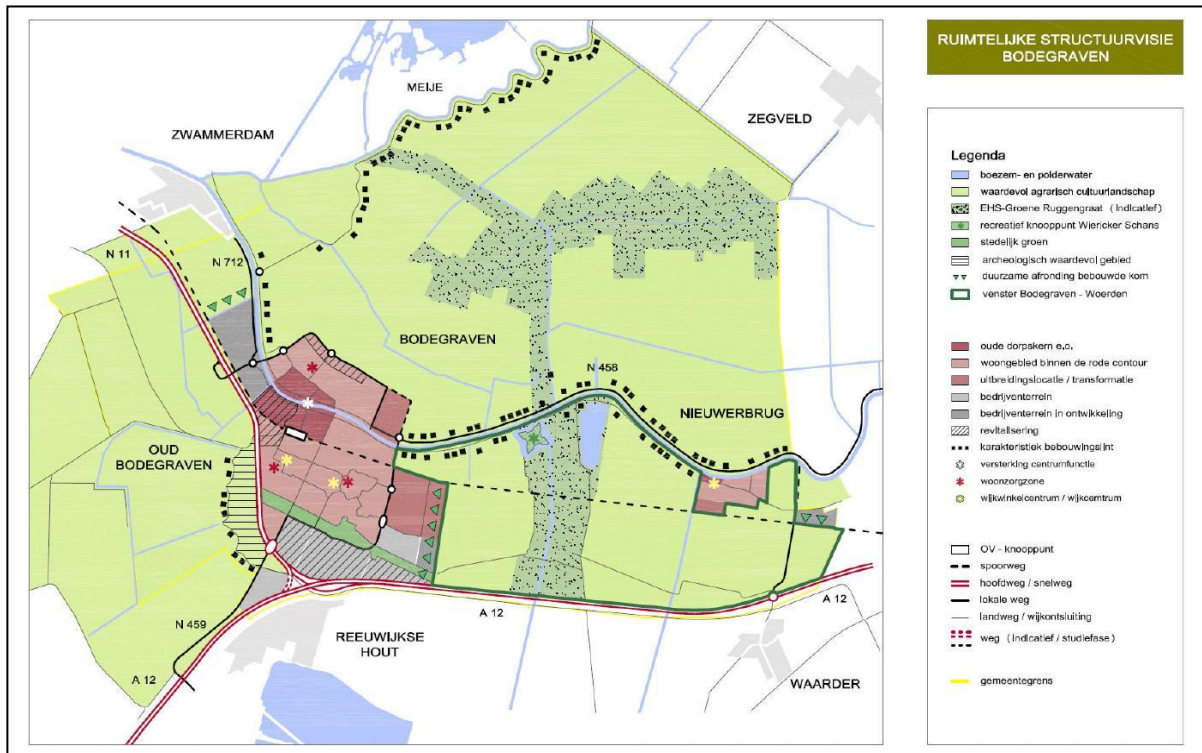 RUIMTELIJKE STRUCTUURVISIE
BODEGRAVEN
MEIJE
ZEGVELD
ZWAMMERDAM
N 11
N 712
BODEGRAVEN
N 458
NIEUWERBRUG
OUD
BODEGRAVEN
A 12
A 12
N 459
REEUWIJKSE
HOUT
A 12
WAARDER
Legenda
boezem- en polderwater
waardevol agrarisch cultuurlandschap
EHS-Groene Ruggengraat (Indicatief)
recreatief knooppunt Wiericker Schans
stedelijk groen
archeologisch waardevol gebied
duurzame afronding bebouwde kom
venster Bodegraven - Woerden
oude dorpskern e.o.
woongebied binnen de rode contour
uitbreidingslocatie / transformatie
bedrijventerrein
bedrijventerrein in ontwikkeling
revitalisering
karakteristiek bebouwingslint
versterking centrumfunctie
woonzorgzone
wijkwinkelcentrum / wijkcentrum
OV - knooppunt
spoorweg
hoofdweg / snelweg
lokale weg
landweg / wijkontsluiting
weg (Indicatief / studiefase)
gemeentegrens